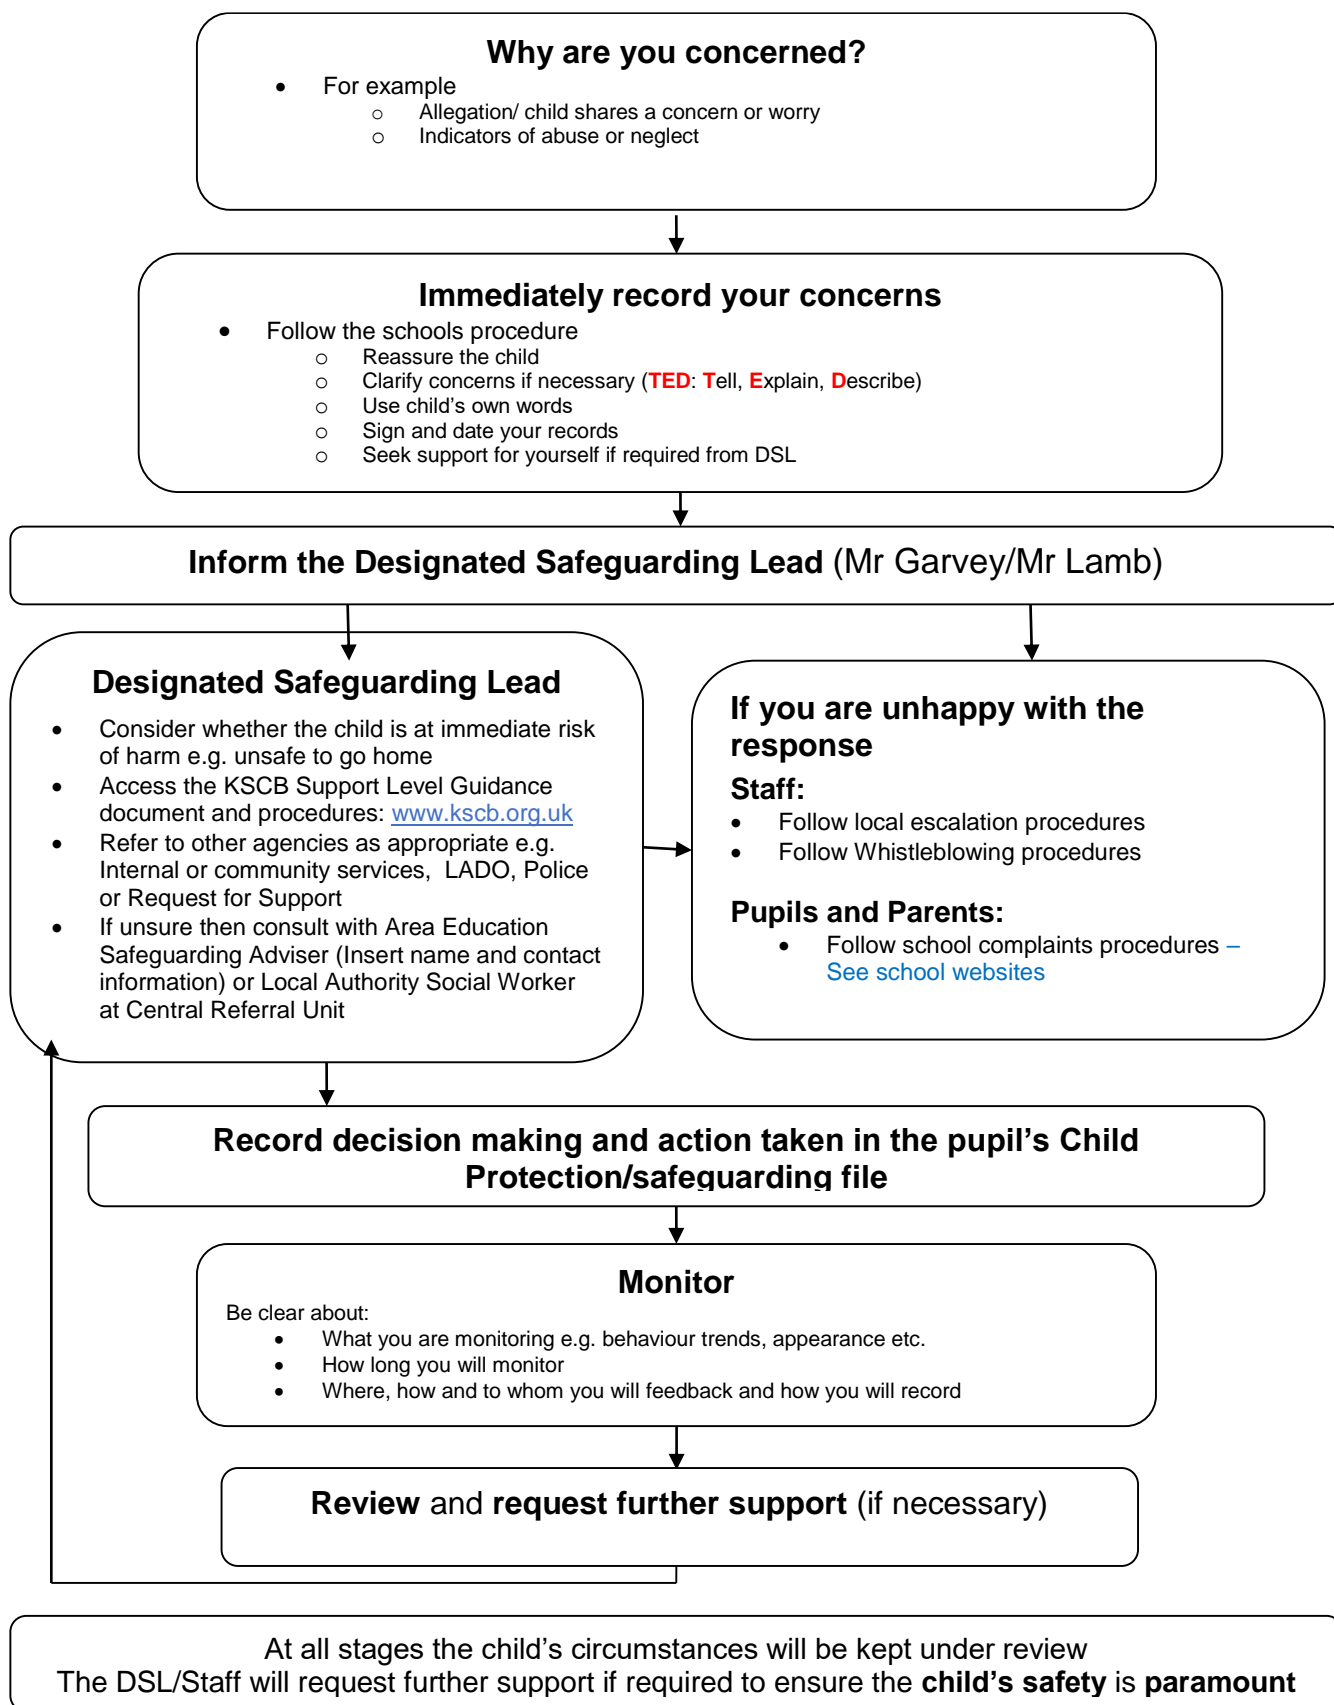 Why are you concerned?
• For example
o Allegation/ child shares a concern or worry
o Indicators of abuse or neglect
Immediately record your concerns
• Follow the schools procedure
o Reassure the child
o Clarify concerns if necessary (TED: Tell, Explain, Describe)
o Use child’s own words
o Sign and date your records
o Seek support for yourself if required from DSL
Inform the Designated Safeguarding Lead (Mr Garvey/Mr Lamb)
Designated Safeguarding Lead
• Consider whether the child is at immediate risk
of harm e.g. unsafe to go home
• Access the KSCB Support Level Guidance
document and procedures: www.kscb.org.uk
• Refer to other agencies as appropriate e.g.
Internal or community services, LADO, Police
or Request for Support
• If unsure then consult with Area Education
Safeguarding Adviser (Insert name and contact
information) or Local Authority Social Worker
at Central Referral Unit
If you are unhappy with the
response
Staff:
• Follow local escalation procedures
• Follow Whistleblowing procedures
Pupils and Parents:
• Follow school complaints procedures –
See school websites
Record decision making and action taken in the pupil’s Child
Protection/safeguarding file
Monitor
Be clear about:
• What you are monitoring e.g. behaviour trends, appearance etc.
• How long you will monitor
• Where, how and to whom you will feedback and how you will record
Review and request further support (if necessary)
At all stages the child’s circumstances will be kept under review
The DSL/Staff will request further support if required to ensure the child’s safety is paramount